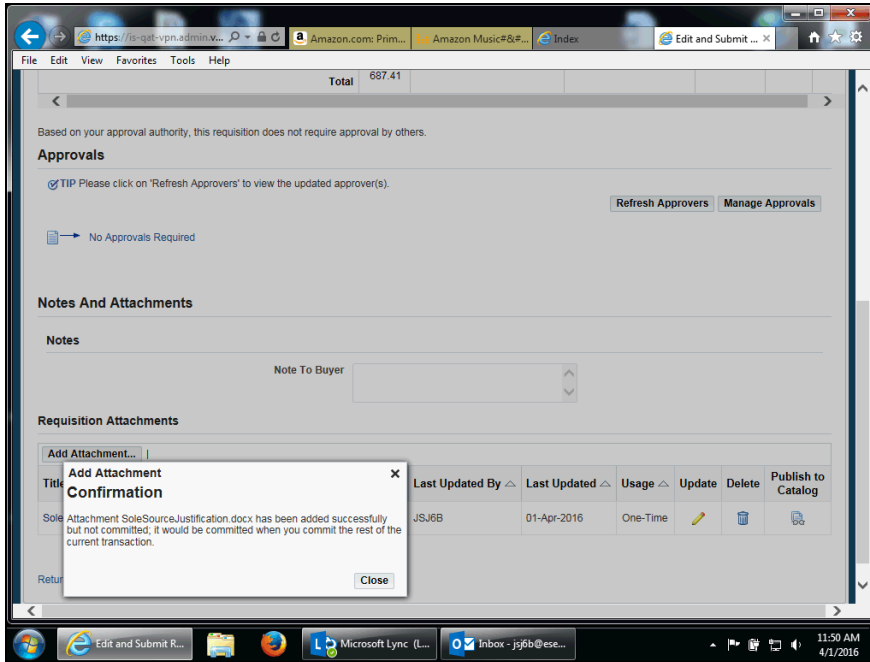 https://is-qat-vpn.admin.v...
Amazon.com: Prim...
Amazon Music#&#...
Index
Edit and Submit ...
File Edit View Favorites Tools Help
Total 687.41
Based on your approval authority, this requisition does not require approval by others.
Approvals
TIP Please click on 'Refresh Approvers' to view the updated approver(s).
Refresh Approvers Manage Approvals
No Approvals Required
Notes And Attachments
Notes
Note To Buyer
Requisition Attachments
Add Attachment... |
Title Last Updated By Last Updated Usage Update Delete Publish to
Catalog
Sole JSJ6B 01-Apr-2016 One-Time
Add Attachment
Confirmation
Attachment SoleSourceJustification.docx has been added successfully
but not committed; it would be committed when you commit the rest of the
current transaction.
Close
Retur
Edit and Submit R...
Microsoft Lync (L...
Inbox - jsj6b@ese...
11:50 AM
4/1/2016